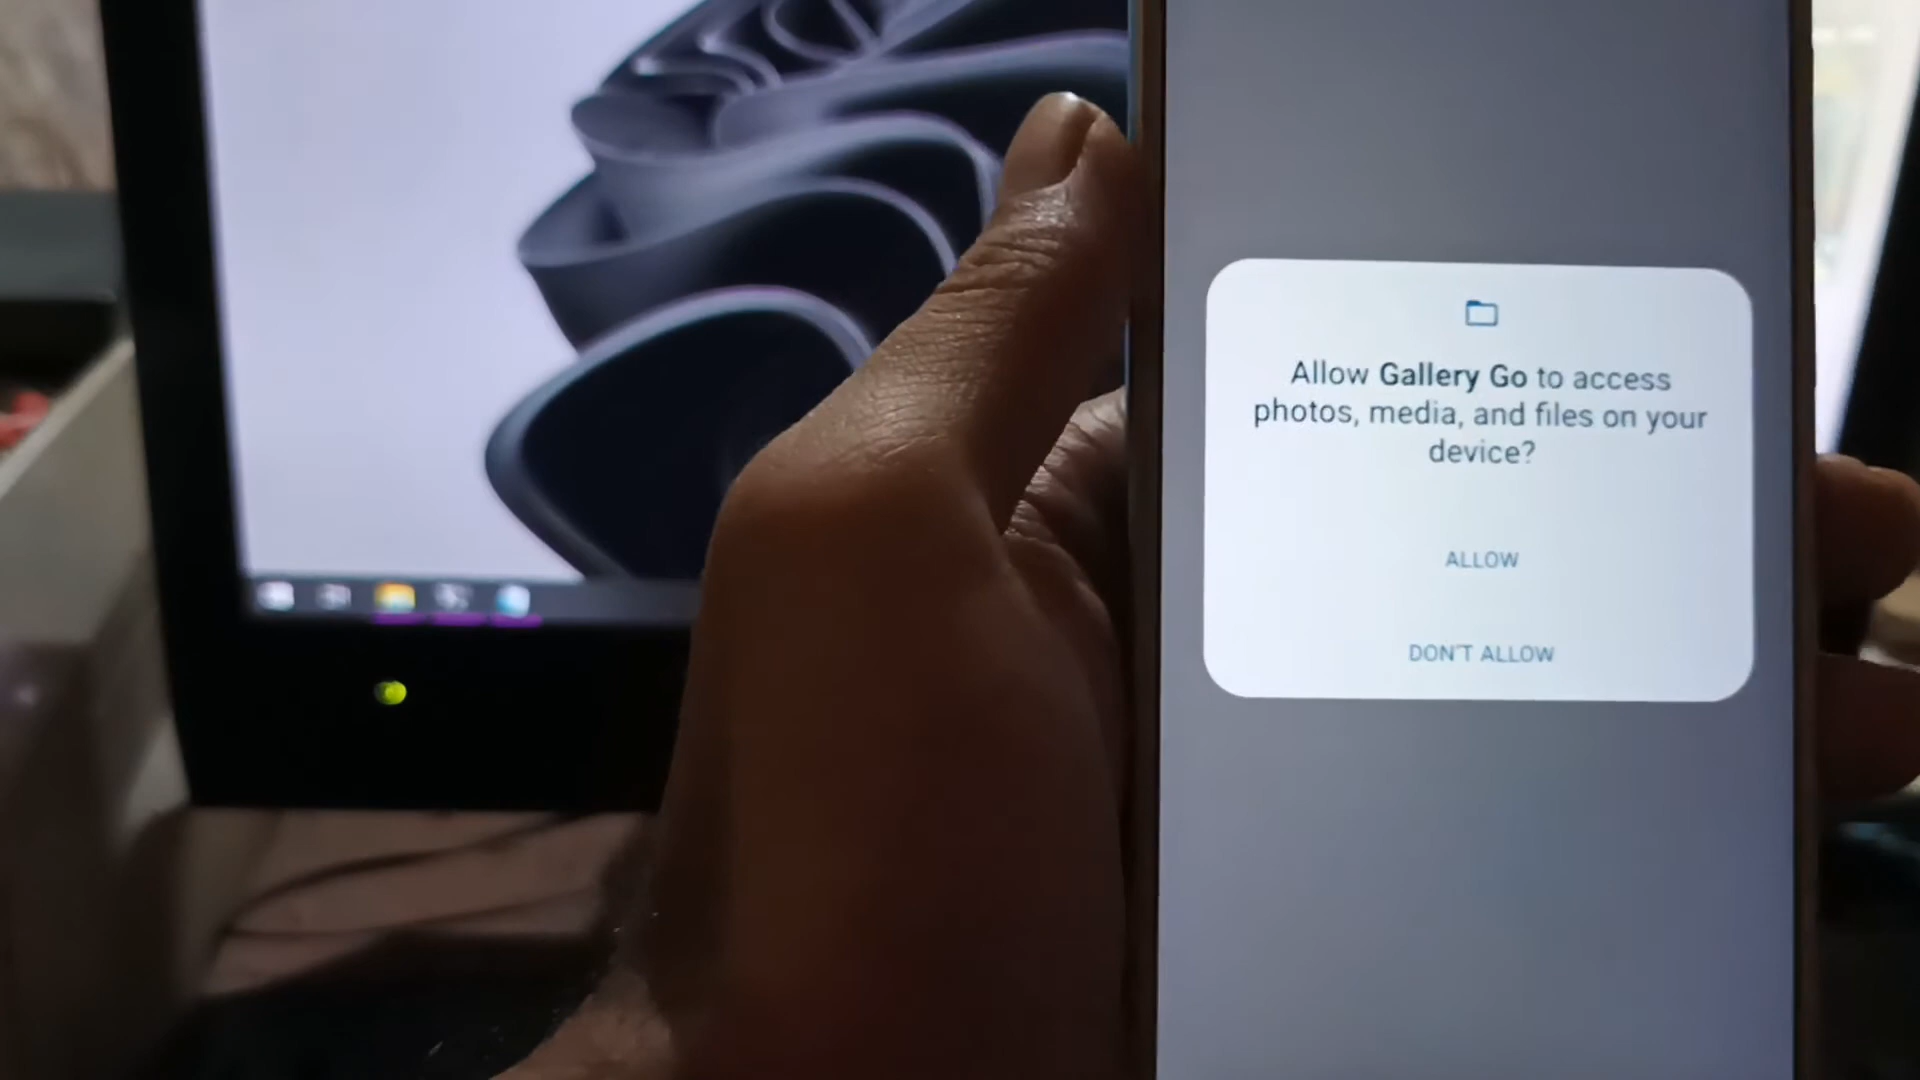 Allow Gallery Go to access
photos, media, and files on your
device?
ALLOW
DON'T ALLOW